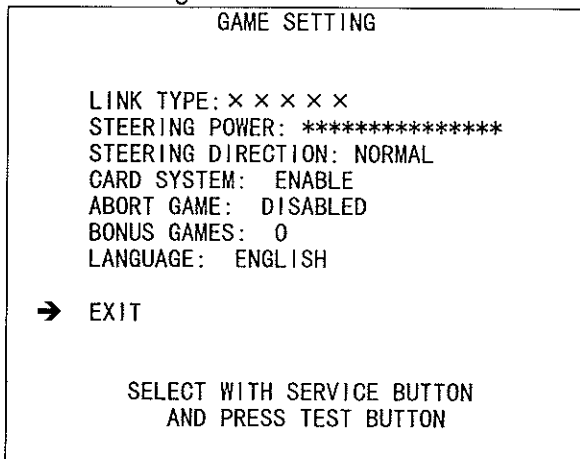 GAME SETTING
LINK TYPE: × × × × ×
STEERING POWER: ***************
STEERING DIRECTION: NORMAL
CARD SYSTEM: ENABLE
ABORT GAME: DISABLED
BONUS GAMES: 0
LANGUAGE: ENGLISH
➔ EXIT
SELECT WITH SERVICE BUTTON
AND PRESS TEST BUTTON